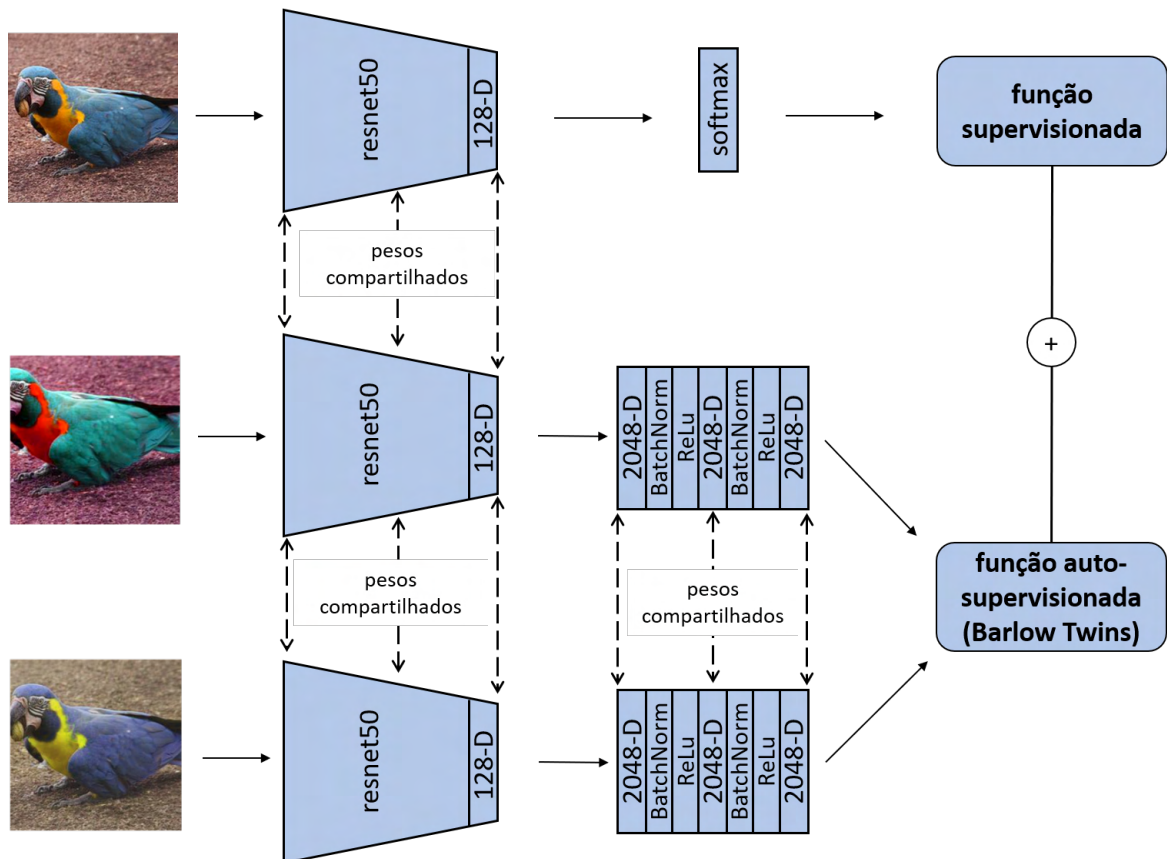 resnet50
128-D
softmax
função
supervisionada
pesos
compartilhados
+
resnet50
128-D
2048-D
BatchNorm
ReLu
2048-D
BatchNorm
ReLu
2048-D
pesos
compartilhados
pesos
compartilhados
função auto-
supervisionada
(Barlow Twins)
resnet50
128-D
2048-D
BatchNorm
ReLu
2048-D
BatchNorm
ReLu
2048-D